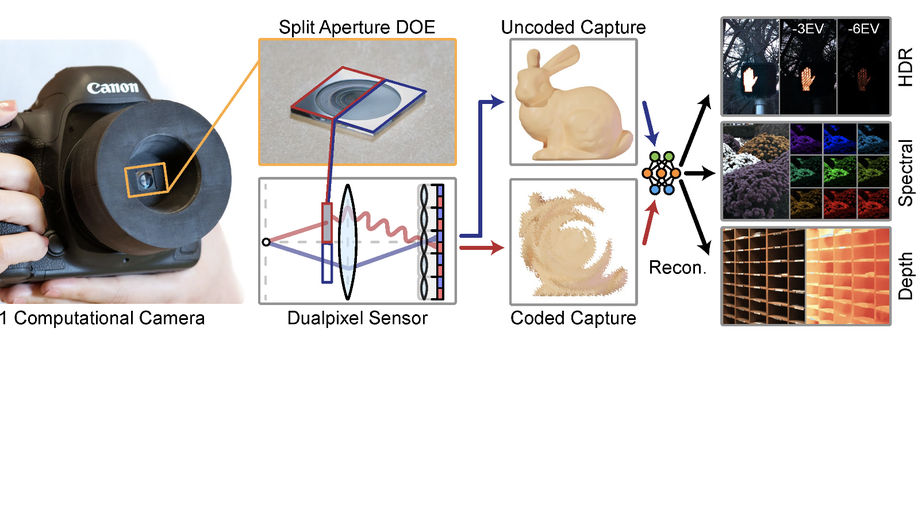 Split Aperture DOE
Uncoded Capture
-3EV
-6EV
HDR
Canon
Spectral
Recon.
Depth
1 Computational Camera
Dualpixel Sensor
Coded Capture